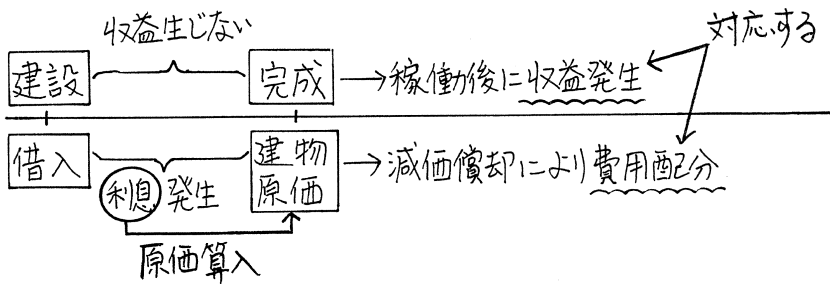 収益生じない
対応する
建設
完成
→稼働後に収益発生
借入
利息発生
建物
原価
→減価償却により費用配分
原価算入